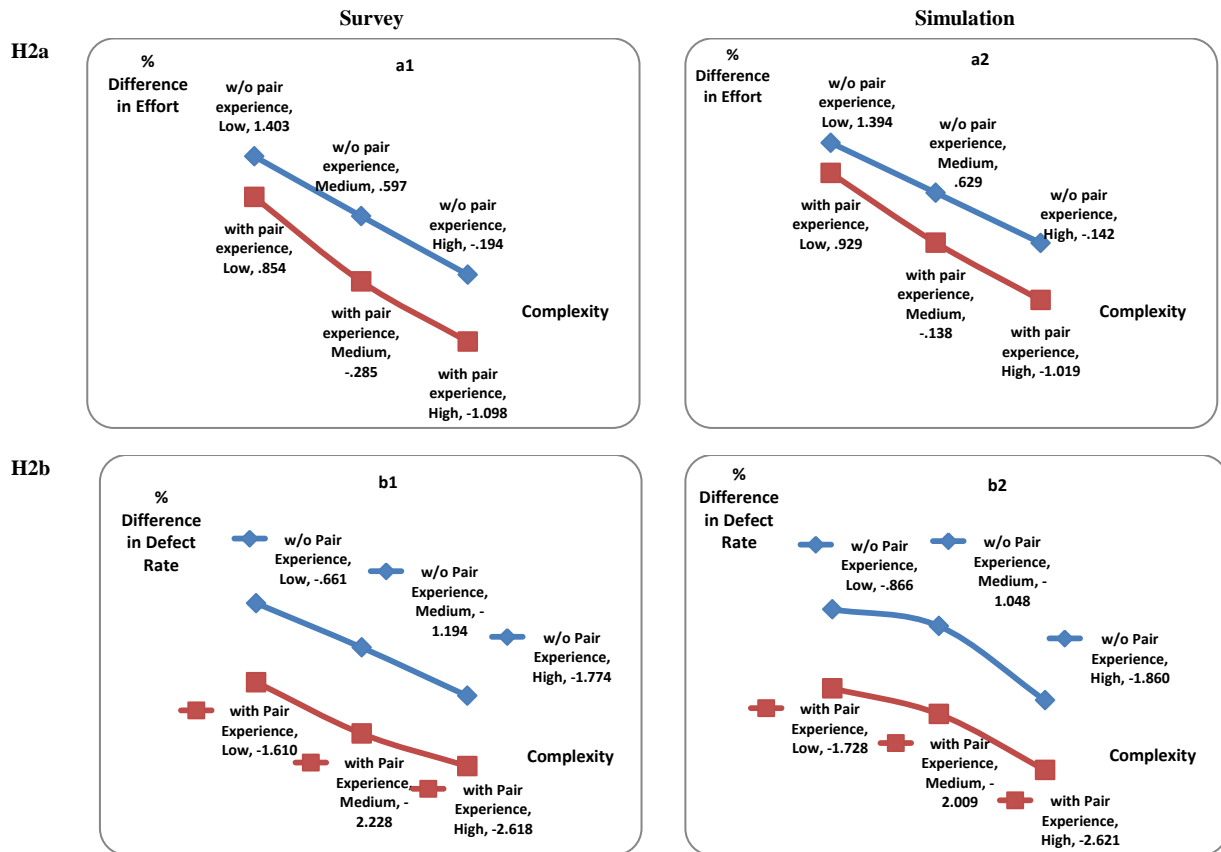 Survey
Simulation
H2a
%
Difference
in Effort
a1
w/o pair
experience,
Low, 1.403
w/o pair
experience,
Medium, .597
w/o pair
experience,
High, -.194
with pair
experience,
Low, .854
with pair
experience,
Medium,
-.285
with pair
experience,
High, -1.098
Complexity
%
Difference
in Effort
a2
w/o pair
experience,
Low, 1.394
w/o pair
experience,
Medium,
.629
w/o pair
experience,
High, -.142
with pair
experience,
Low, .929
with pair
experience,
Medium,
-.138
with pair
experience,
High, -1.019
Complexity
H2b
%
Difference
in Defect
Rate
b1
w/o Pair
Experience,
Low, -.661
w/o Pair
Experience,
Medium, -
1.194
w/o Pair
Experience,
High, -1.774
with Pair
Experience,
Low, -1.610
with Pair
Experience,
Medium, -
2.228
with Pair
Experience,
High, -2.618
Complexity
%
Difference
in Defect
Rate
b2
w/o Pair
Experience,
Low, -.866
w/o Pair
Experience,
Medium, -
1.048
w/o Pair
Experience,
High, -1.860
with Pair
Experience,
Low, -1.728
with Pair
Experience,
Medium, -
2.009
with Pair
Experience,
High, -2.621
Complexity